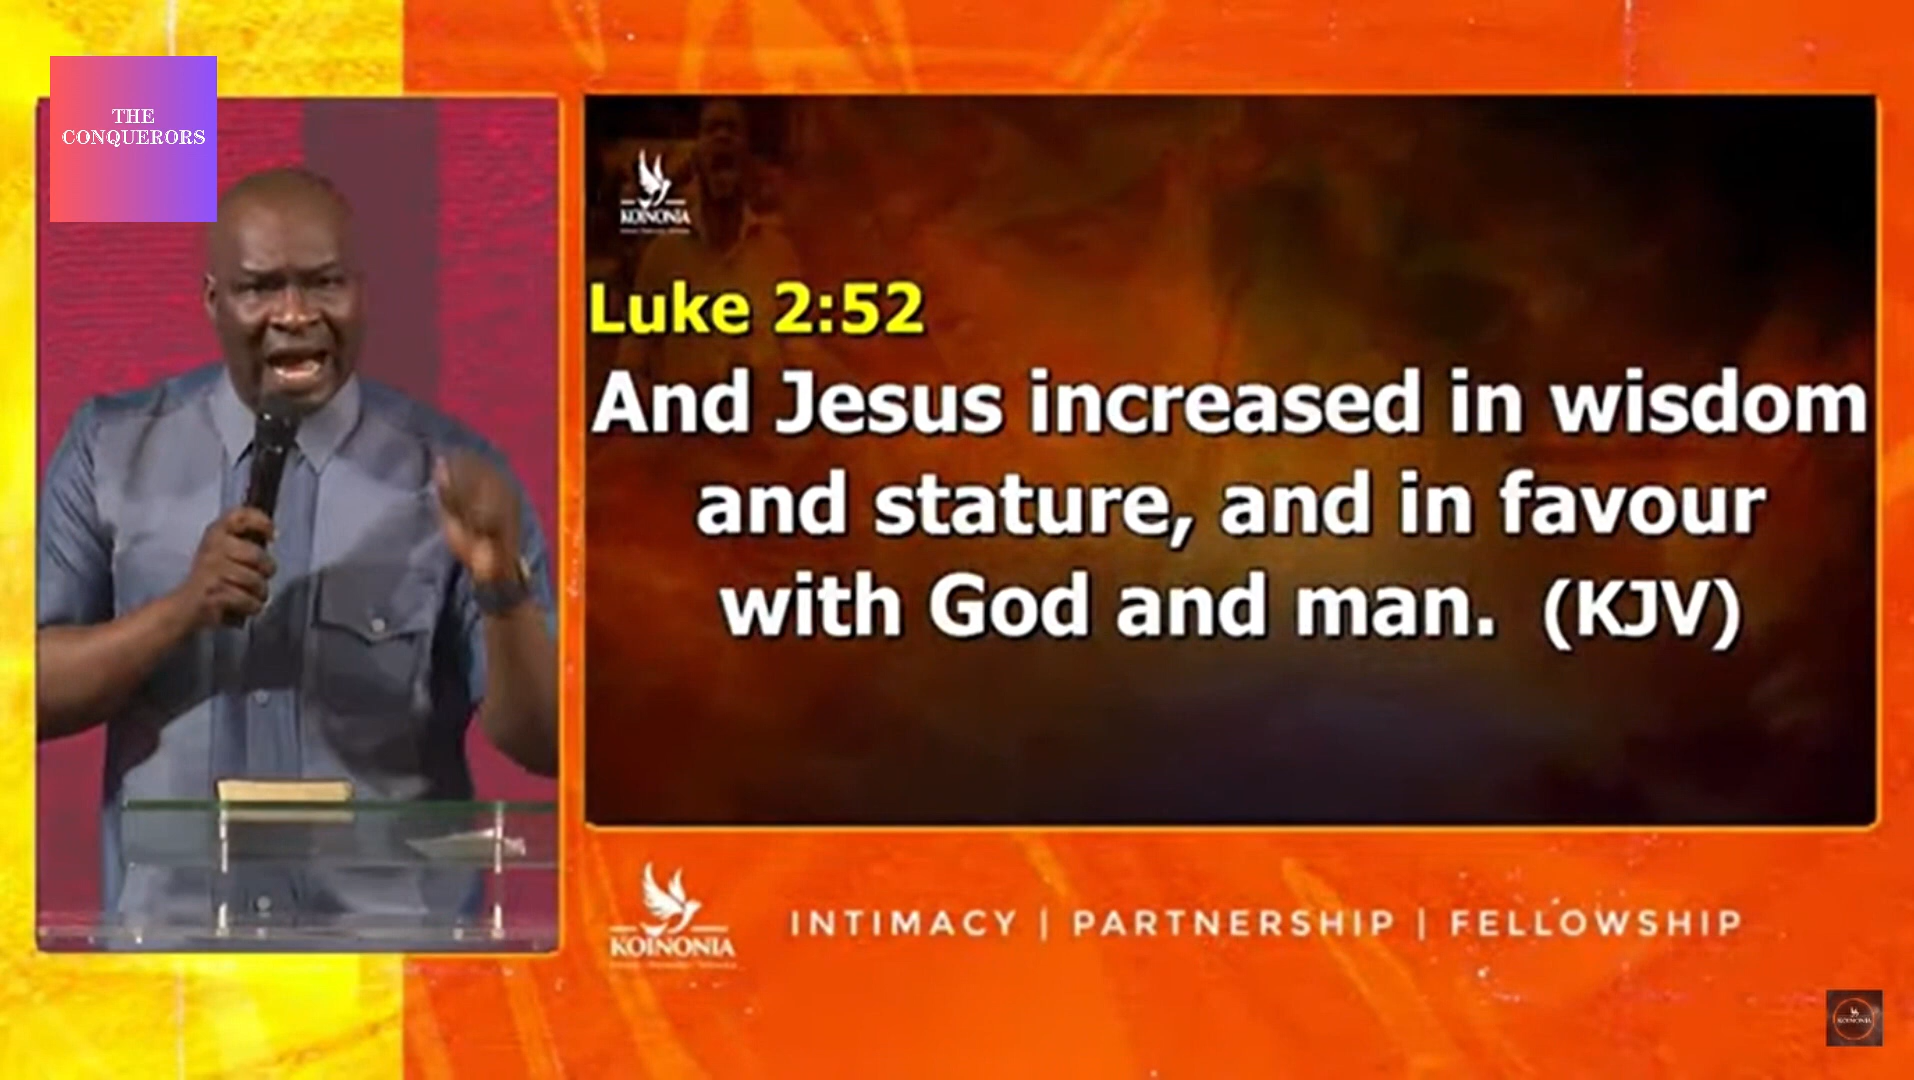 THE
CONQUERORS
KOINONIA
Luke 2:52
And Jesus increased in wisdom
and stature, and in favour
with God and man. (KJV)
KOINONIA
INTIMACY | PARTNERSHIP | FELLOWSHIP
KOINONIA